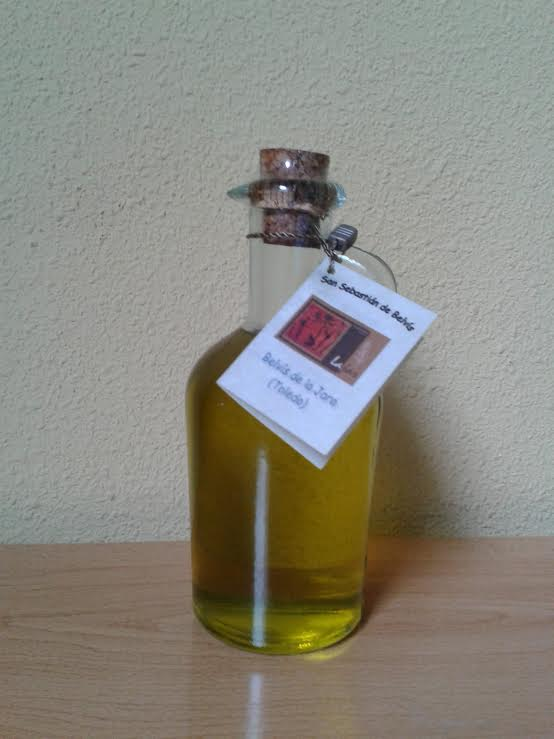 San Sebastián de Belvís
Belvís de la Jara
(Toledo)